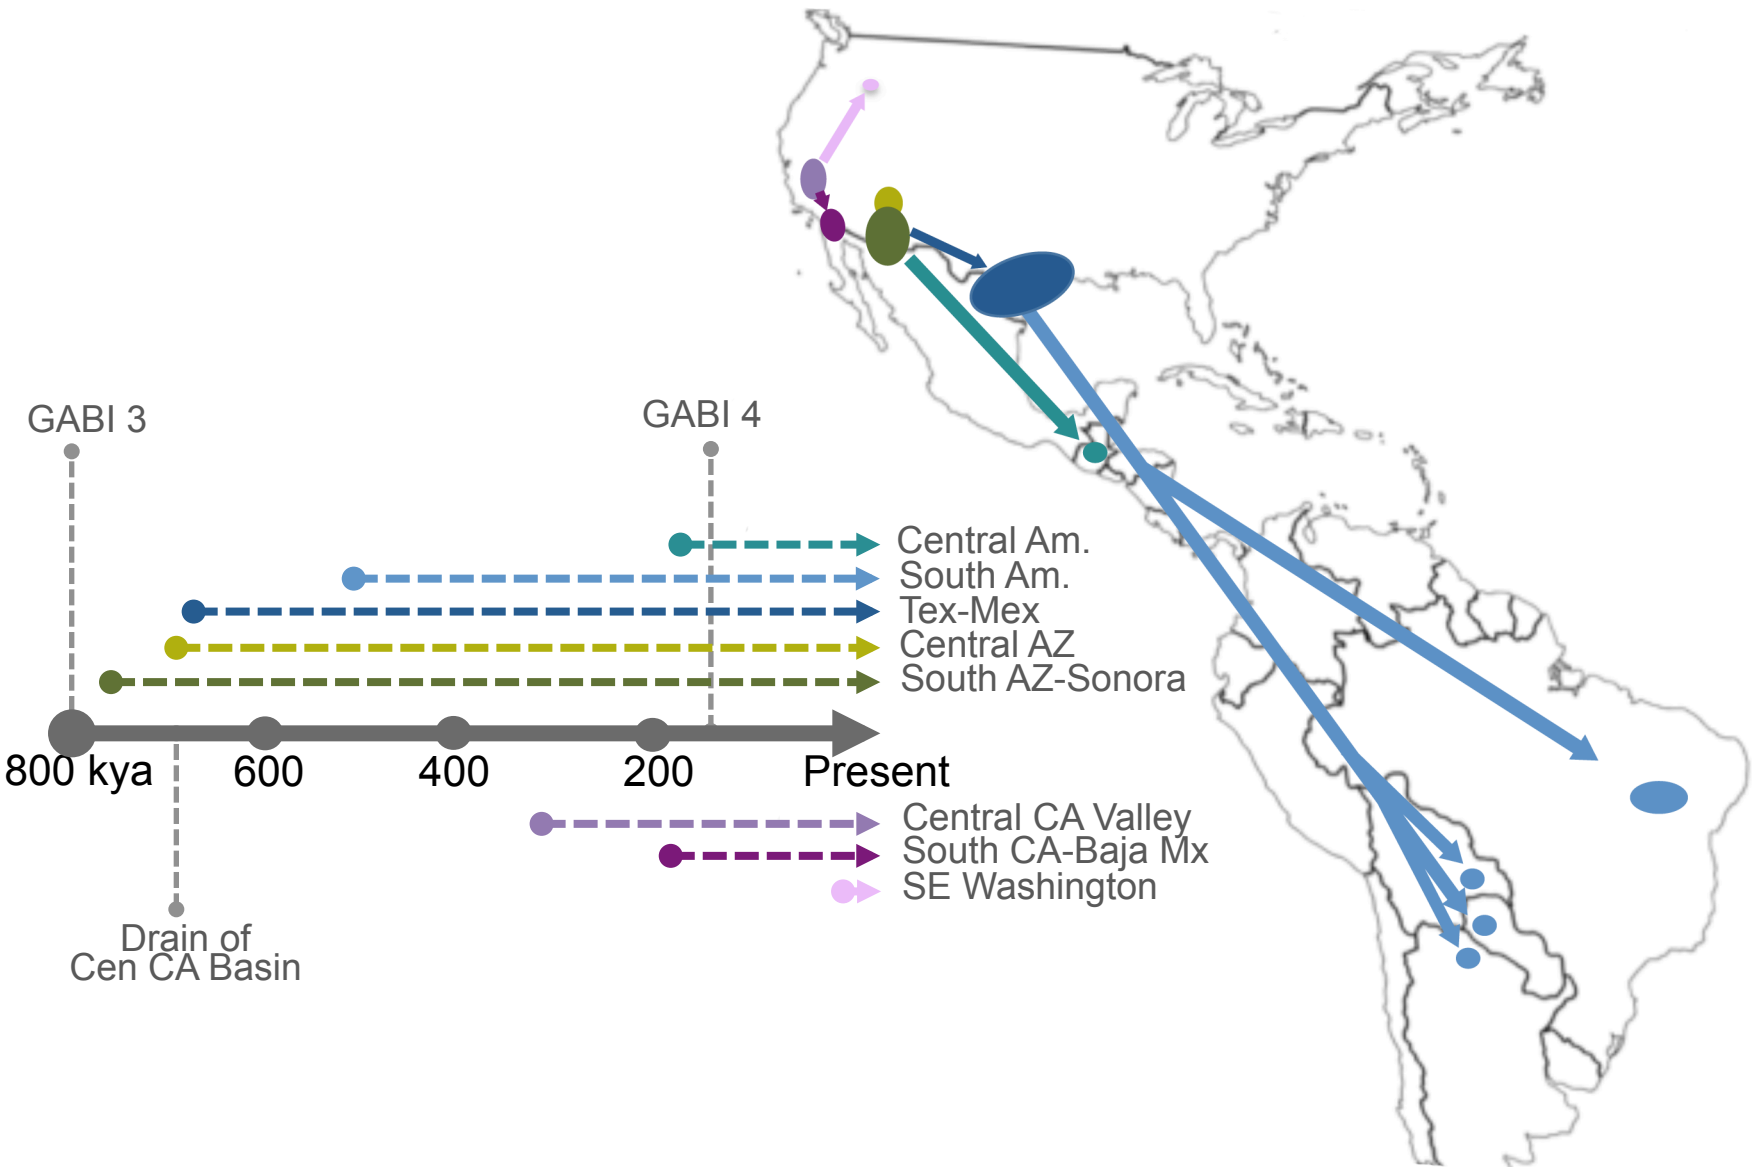 GABI 3
GABI 4
Central Am.
South Am.
Tex-Mex
Central AZ
South AZ-Sonora
800 kya
600
400
200
Present
Central CA Valley
South CA-Baja Mx
SE Washington
Drain of
Cen CA Basin